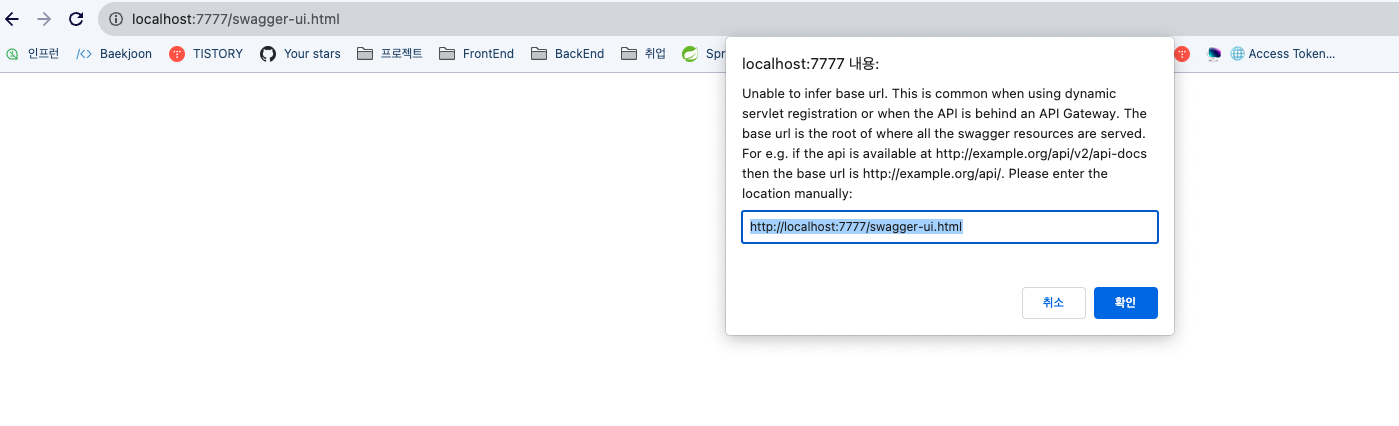 localhost:7777/swagger-ui.html
인프런 Baekjoon TISTORY Your stars 프로젝트 FrontEnd BackEnd 취업 Spr Access Token...
localhost:7777 내용:
Unable to infer base url. This is common when using dynamic
servlet registration or when the API is behind an API Gateway. The
base url is the root of where all the swagger resources are served.
For e.g. if the api is available at http://example.org/api/v2/api-docs
then the base url is http://example.org/api/. Please enter the
location manually:
http://localhost:7777/swagger-ui.html
취소 확인